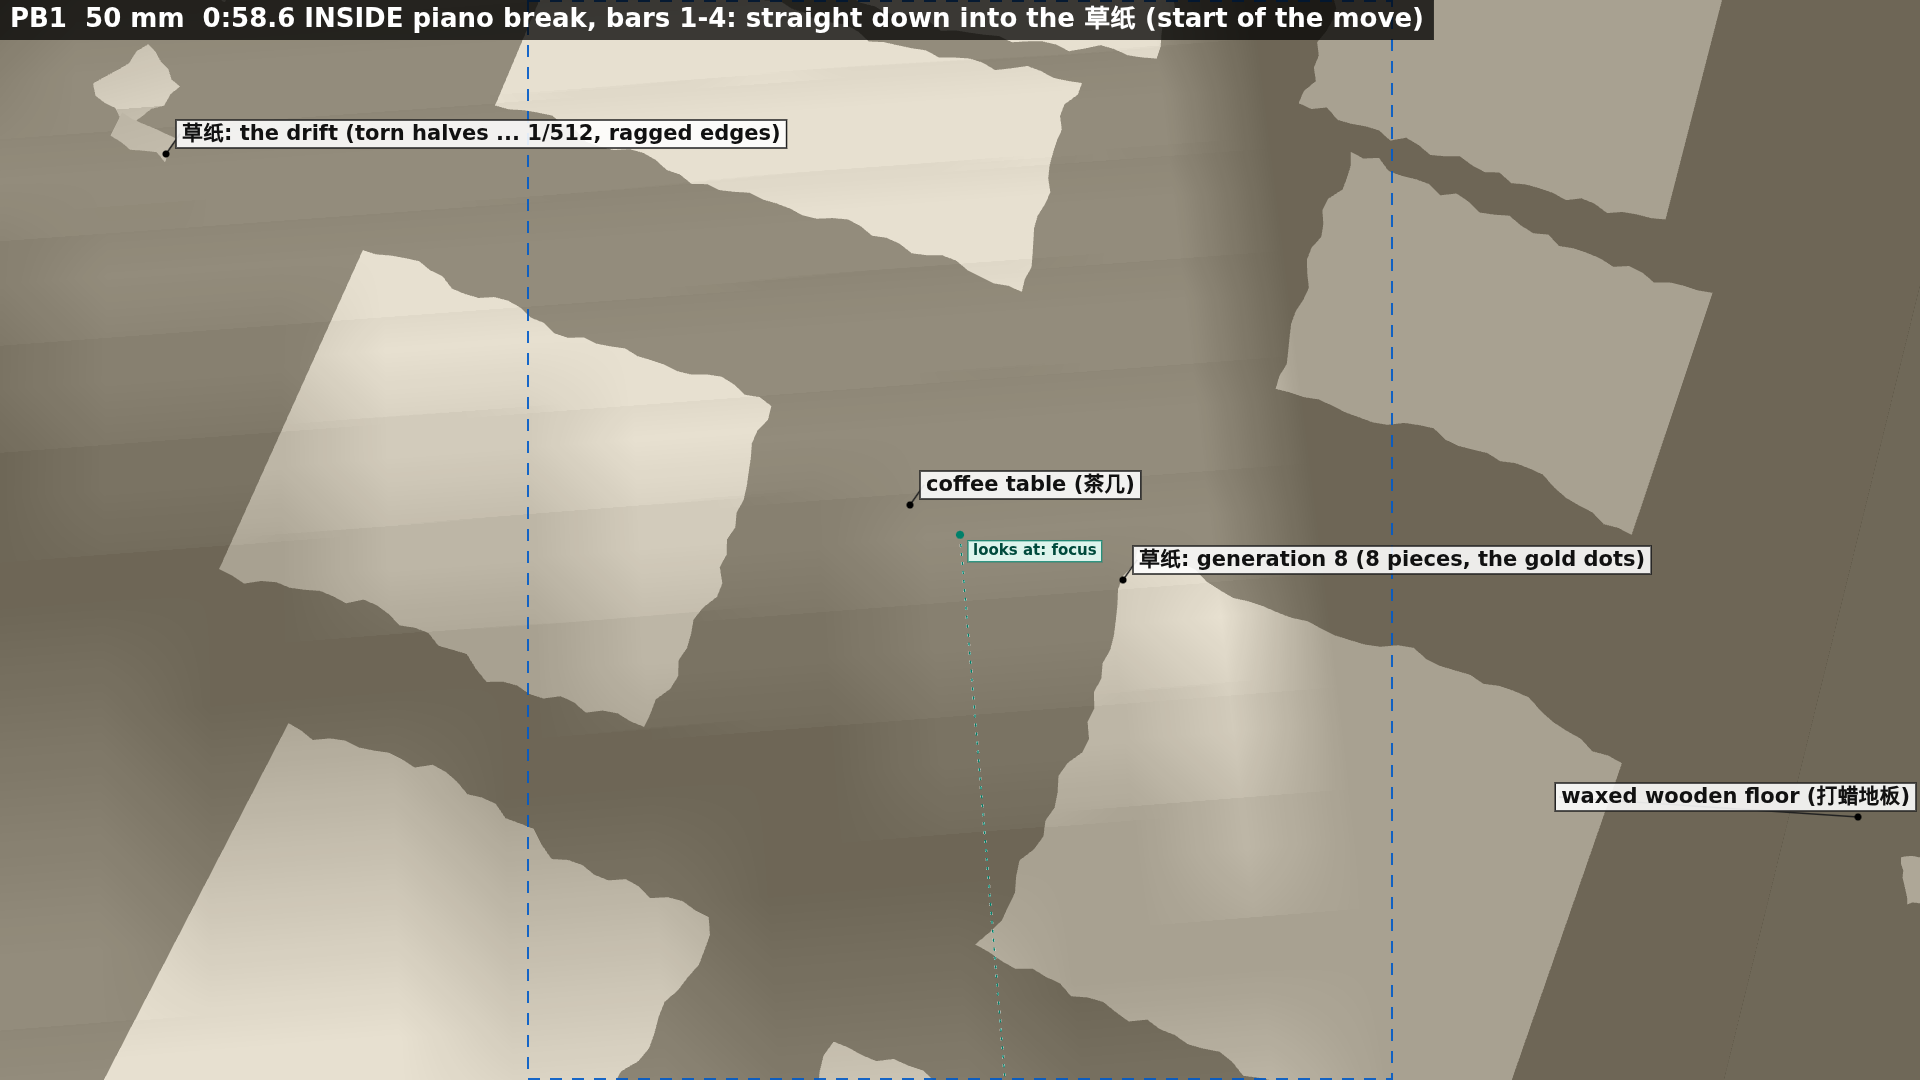 PB1  50 mm  0:58.6 INSIDE piano break, bars 1-4: straight down into the 草纸 (start of the move)
草纸: the drift (torn halves ... 1/512, ragged edges)
coffee table (茶几)
looks at: focus
草纸: generation 8 (8 pieces, the gold dots)
waxed wooden floor (打蜡地板)